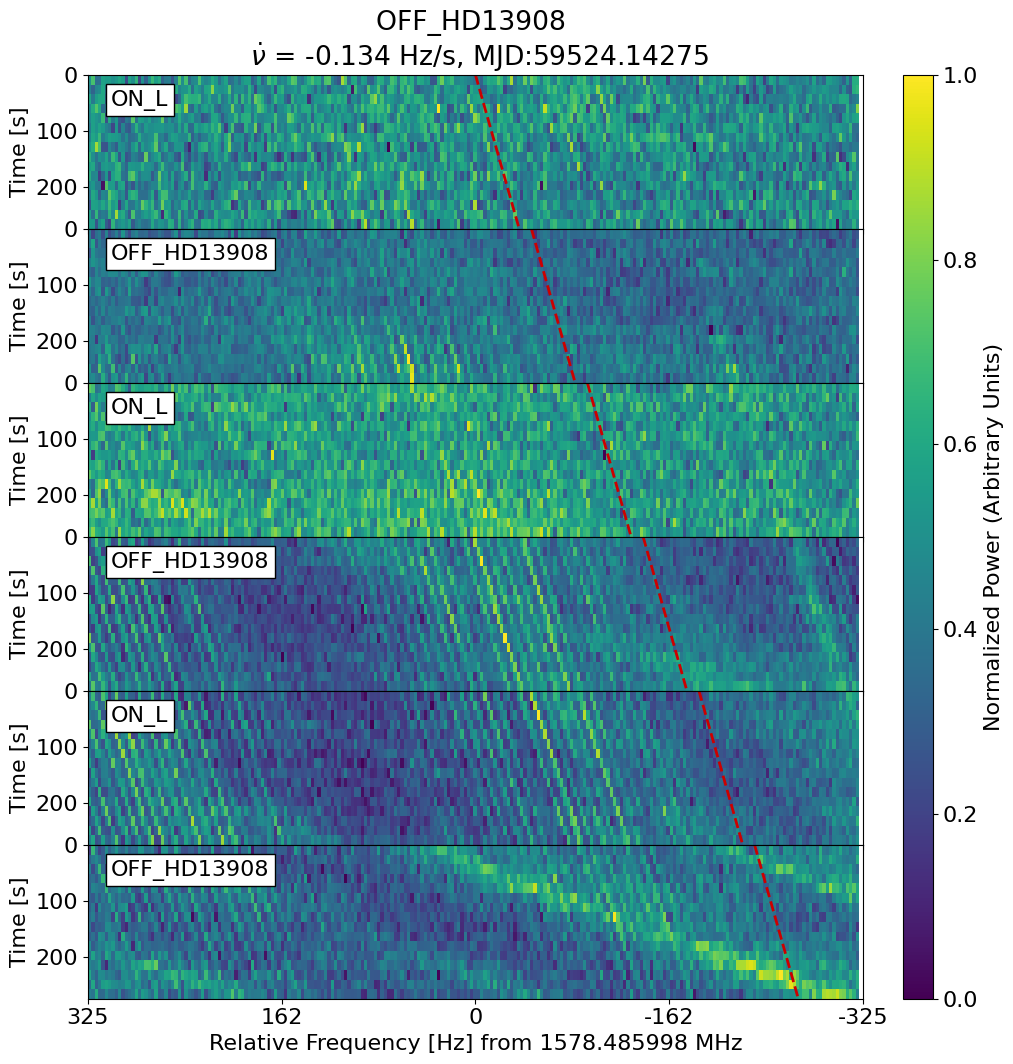 OFF_HD13908
ν̇ = -0.134 Hz/s, MJD:59524.14275
0
100
200
Time [s]
ON_L
0
100
200
Time [s]
OFF_HD13908
0
100
200
Time [s]
ON_L
0
100
200
Time [s]
OFF_HD13908
0
100
200
Time [s]
ON_L
0
100
200
Time [s]
OFF_HD13908
325 162 0 -162 -325
Relative Frequency [Hz] from 1578.485998 MHz
1.0
0.8
0.6
0.4
0.2
0.0
Normalized Power (Arbitrary Units)